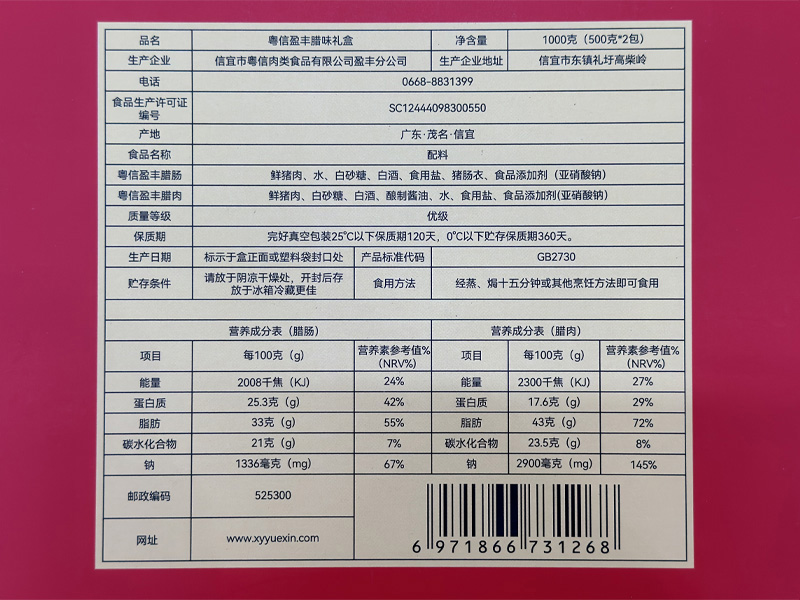 品名 粤信盈丰腊味礼盒 净含量 1000克（500克*2包）
生产企业 信宜市粤信肉类食品有限公司盈丰分公司 生产企业地址 信宜市东镇礼圩高柴岭
电话 0668-8831399
食品生产许可证
编号 SC12444098300550
产地 广东·茂名·信宜
食品名称 配料
粤信盈丰腊肠 鲜猪肉、水、白砂糖、白酒、食用盐、猪肠衣、食品添加剂（亚硝酸钠）
粤信盈丰腊肉 鲜猪肉、白砂糖、白酒、酿制酱油、水、食用盐、食品添加剂(亚硝酸钠)
质量等级 优级
保质期 完好真空包装25℃以下保质期120天，0℃以下贮存保质期360天。
生产日期 标示于盒正面或塑料袋封口处 产品标准代码 GB2730
贮存条件 请放于阴凉干燥处，开封后存
放于冰箱冷藏更佳 食用方法 经蒸、焗十五分钟或其他烹饪方法即可食用
营养成分表（腊肠） 营养成分表（腊肉）
项目 每100克（g） 营养素参考值%
（NRV%） 项目 每100克（g） 营养素参考值%
（NRV%）
能量 2008千焦（KJ） 24% 能量 2300千焦（KJ） 27%
蛋白质 25.3克（g） 42% 蛋白质 17.6克（g） 29%
脂肪 33克（g） 55% 脂肪 43克（g） 72%
碳水化合物 21克（g） 7% 碳水化合物 23.5克（g） 8%
钠 1336毫克（mg） 67% 钠 2900毫克（mg） 145%
邮政编码 525300
网址 www.xyyuexin.com
6 971866 731268